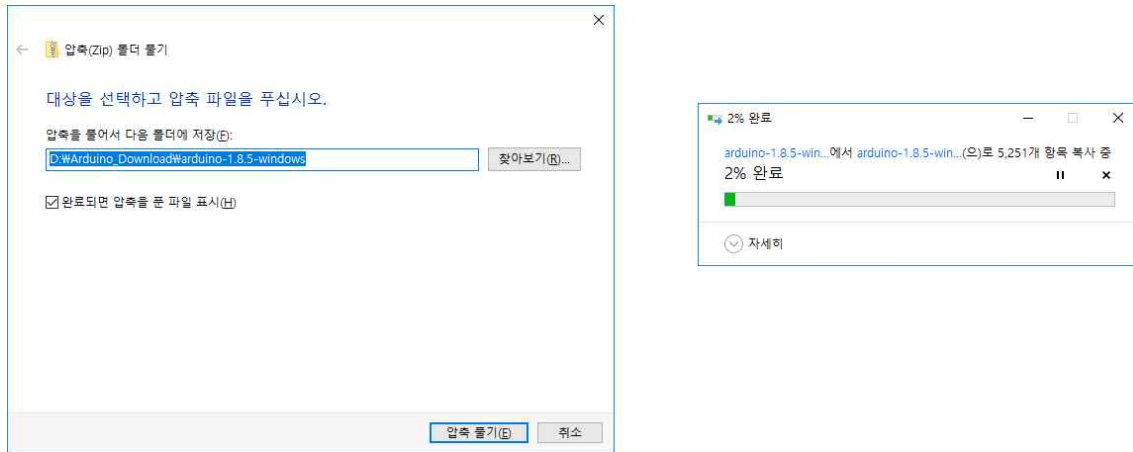 압축(Zip) 폴더 풀기
대상을 선택하고 압축 파일을 푸십시오.
압축을 풀어서 다음 폴더에 저장(F):
D:₩Arduino_Download₩arduino-1.8.5-windows
찾아보기(R)...
완료되면 압축을 푼 파일 표시(H)
압축 풀기(E)
취소
2% 완료
arduino-1.8.5-win...에서 arduino-1.8.5-win...(으)로 5,251개 항목 복사 중
2% 완료
자세히